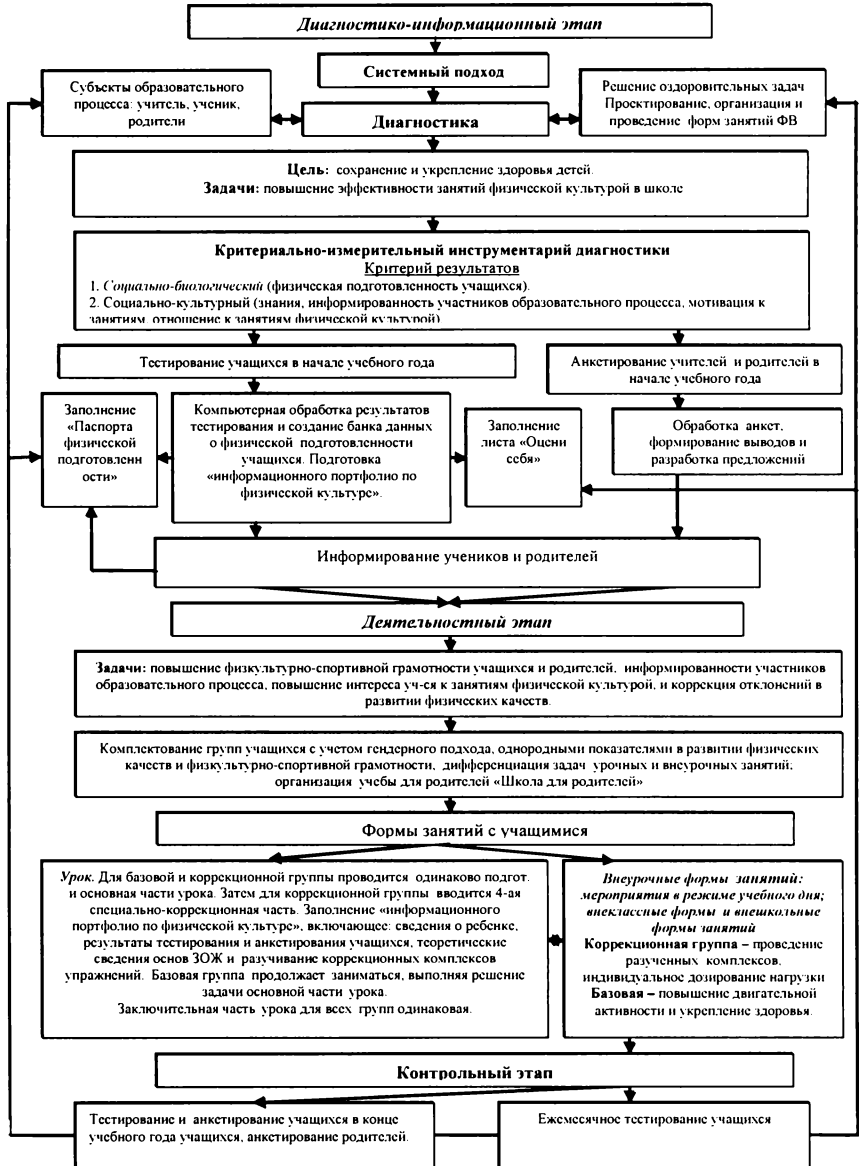 Диагностико-информационный этап
Системный подход
Субъекты образовательного
процесса: учитель, ученик,
родители
Диагностика
Решение оздоровительных задач
Проектирование, организация и
проведение форм занятий ФВ
Цель: сохранение и укрепление здоровья детей.
Задачи: повышение эффективности занятий физической культурой в школе
Критериально-измерительный инструментарий диагностики
Критерий результатов
1. Социально-биологический (физическая подготовленность учащихся).
2. Социально-культурный (знания, информированность участников образовательного процесса, мотивация к
занятиям, отношение к занятиям физической культурой)
Тестирование учащихся в начале учебного года
Анкетирование учителей и родителей в
начале учебного года
Заполнение
«Паспорта
физической
подготовленн
ости»
Компьютерная обработка результатов
тестирования и создание банка данных
о физической подготовленности
учащихся. Подготовка
«информационного портфолио по
физической культуре».
Заполнение
листа «Оцени
себя»
Обработка анкет,
формирование выводов и
разработка предложений
Информирование учеников и родителей
Деятельностный этап
Задачи: повышение физкультурно-спортивной грамотности учащихся и родителей, информированности участников
образовательного процесса, повышение интереса уч-ся к занятиям физической культурой, и коррекция отклонений в
развитии физических качеств.
Комплектование групп учащихся с учетом гендерного подхода, однородными показателями в развитии физических
качеств и физкультурно-спортивной грамотности, дифференциация задач урочных и внеурочных занятий;
организация учебы для родителей «Школа для родителей»
Формы занятий с учащимися
Урок. Для базовой и коррекционной группы проводится одинаково подгот.
и основная части урока. Затем для коррекционной группы вводится 4-ая
специально-коррекционная часть. Заполнение «информационного
портфолио по физической культуре», включающее: сведения о ребенке,
результаты тестирования и анкетирования учащихся, теоретические
сведения основ ЗОЖ и разучивание коррекционных комплексов
упражнений. Базовая группа продолжает заниматься, выполняя решение
задачи основной части урока.
Заключительная часть урока для всех групп одинаковая.
Внеурочные формы занятий:
мероприятия в режиме учебного дня;
внеклассные формы и внешкольные
формы занятий
Коррекционная группа – проведение
разученных комплексов,
индивидуальное дозирование нагрузки
Базовая – повышение двигательной
активности и укрепление здоровья.
Контрольный этап
Тестирование и анкетирование учащихся в конце
учебного года учащихся, анкетирование родителей.
Ежемесячное тестирование учащихся